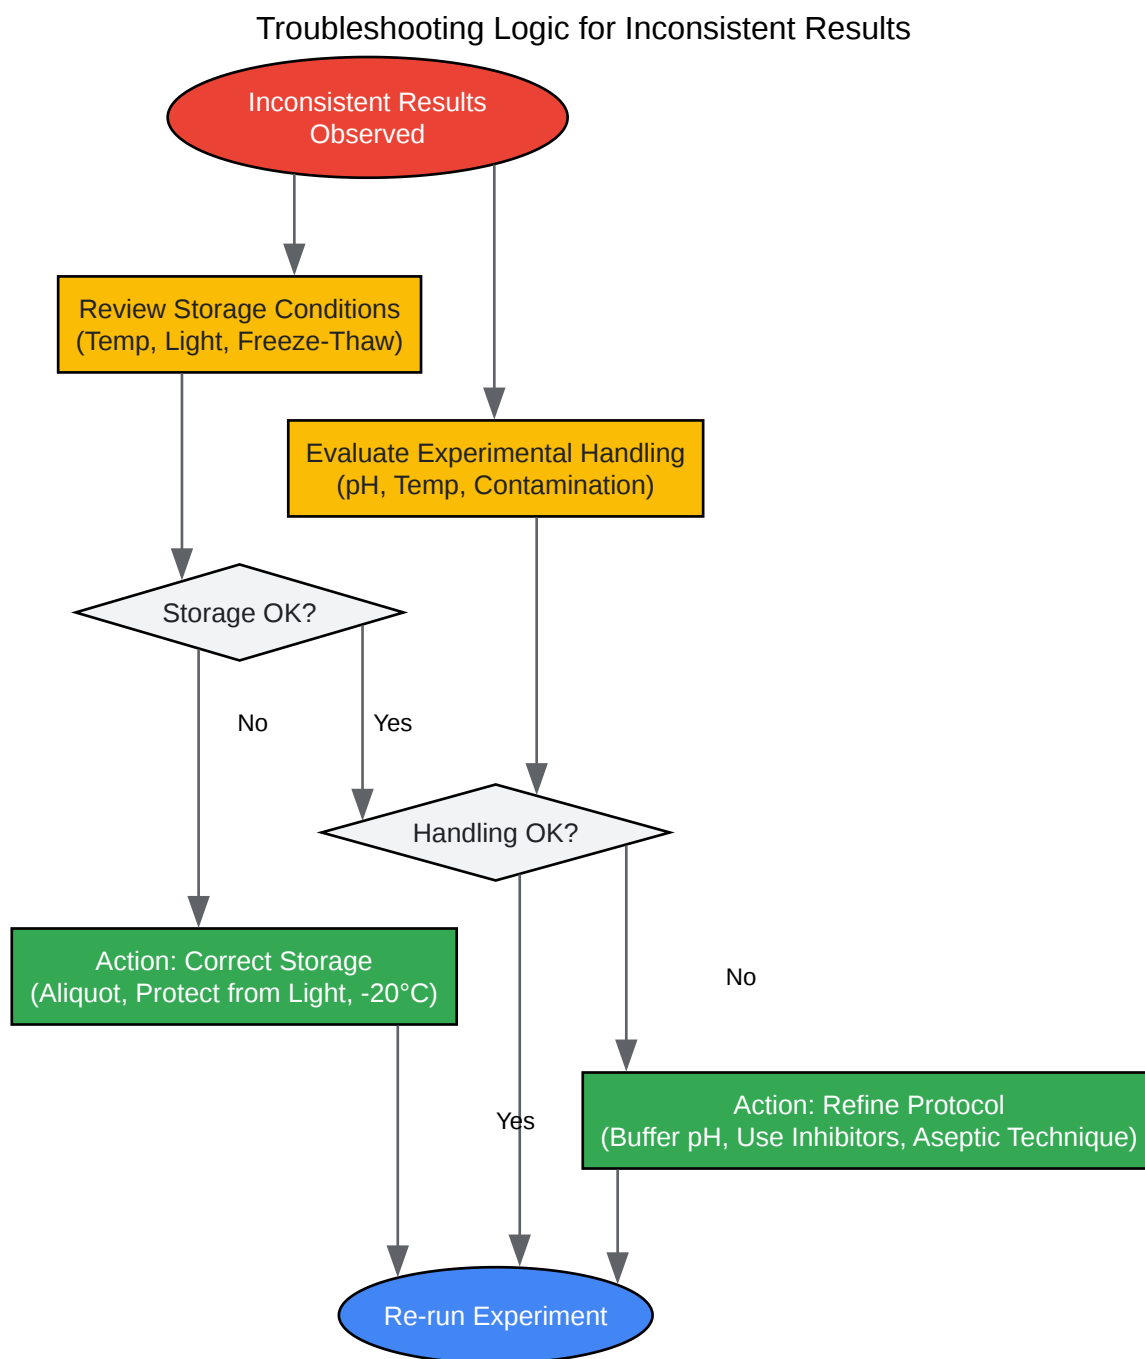 Troubleshooting Logic for Inconsistent Results
Inconsistent Results
Observed
Review Storage Conditions
(Temp, Light, Freeze-Thaw)
Evaluate Experimental Handling
(pH, Temp, Contamination)
Storage OK?
No
Yes
Handling OK?
Action: Correct Storage
(Aliquot, Protect from Light, -20°C)
No
Yes
Action: Refine Protocol
(Buffer pH, Use Inhibitors, Aseptic Technique)
Re-run Experiment